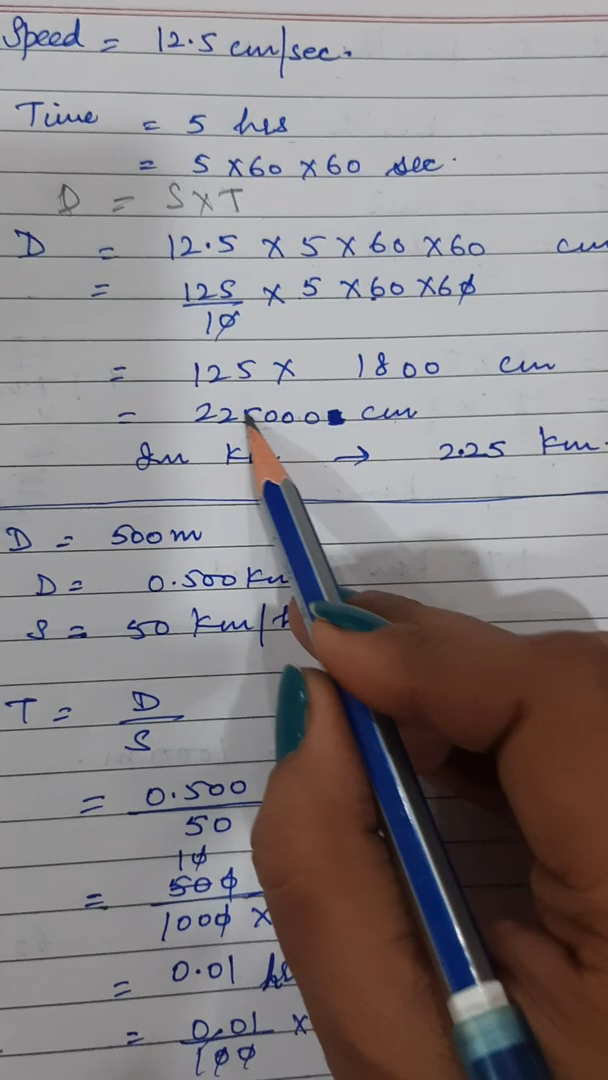 Speed = 12.5 cm/sec.
Time = 5 hrs
= 5 x 60 x 60 sec.
D = S x T
D = 12.5 x 5 x 60 x 60 cm
= 125/10 x 5 x 60 x 60
= 125 x 1800 cm
= 225000 cm
In → 2.25 km.
D = 500m
D = 0.500
S = 50
T = D/S
= 0.500/50
10
= 500/1000 x
= 0.01
= 0.01/100 x